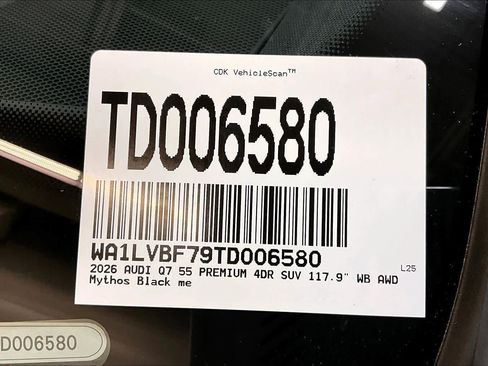 CDK VehicleScan™
TD006580
WA1LVBF79TD006580
L25
2026 AUDI Q7 55 PREMIUM 4DR SUV 117.9" WB AWD
Mythos Black me
D006580